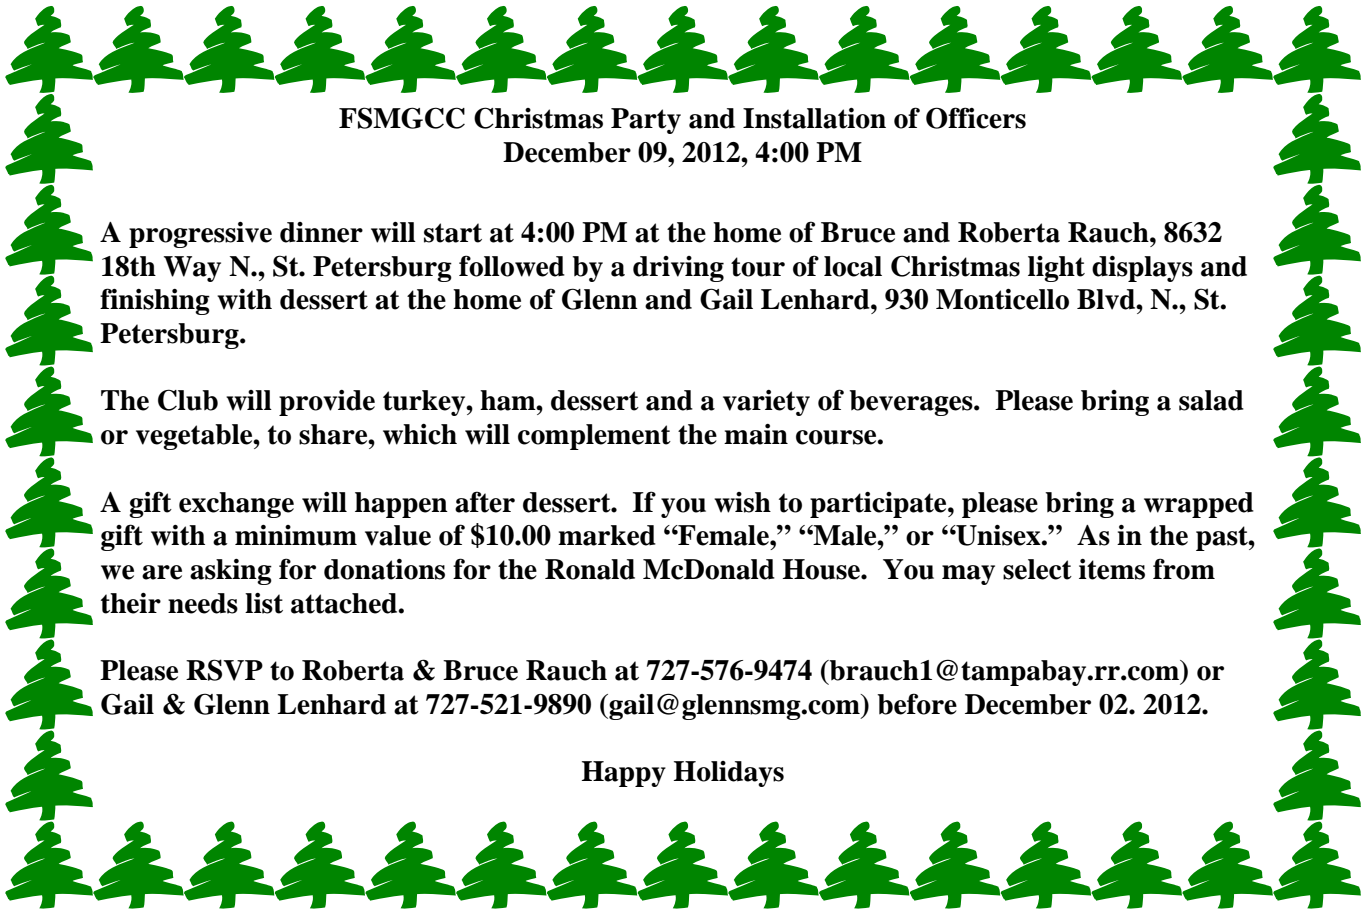 FSMGCC Christmas Party and Installation of Officers
December 09, 2012, 4:00 PM
A progressive dinner will start at 4:00 PM at the home of Bruce and Roberta Rauch, 8632
18th Way N., St. Petersburg followed by a driving tour of local Christmas light displays and
finishing with dessert at the home of Glenn and Gail Lenhard, 930 Monticello Blvd, N., St.
Petersburg.
The Club will provide turkey, ham, dessert and a variety of beverages.  Please bring a salad
or vegetable, to share, which will complement the main course.
A gift exchange will happen after dessert.  If you wish to participate, please bring a wrapped
gift with a minimum value of $10.00 marked “Female,” “Male,” or “Unisex.”  As in the past,
we are asking for donations for the Ronald McDonald House.  You may select items from
their needs list attached.
Please RSVP to Roberta & Bruce Rauch at 727-576-9474 (brauch1@tampabay.rr.com) or
Gail & Glenn Lenhard at 727-521-9890 (gail@glennsmg.com) before December 02. 2012.
Happy Holidays